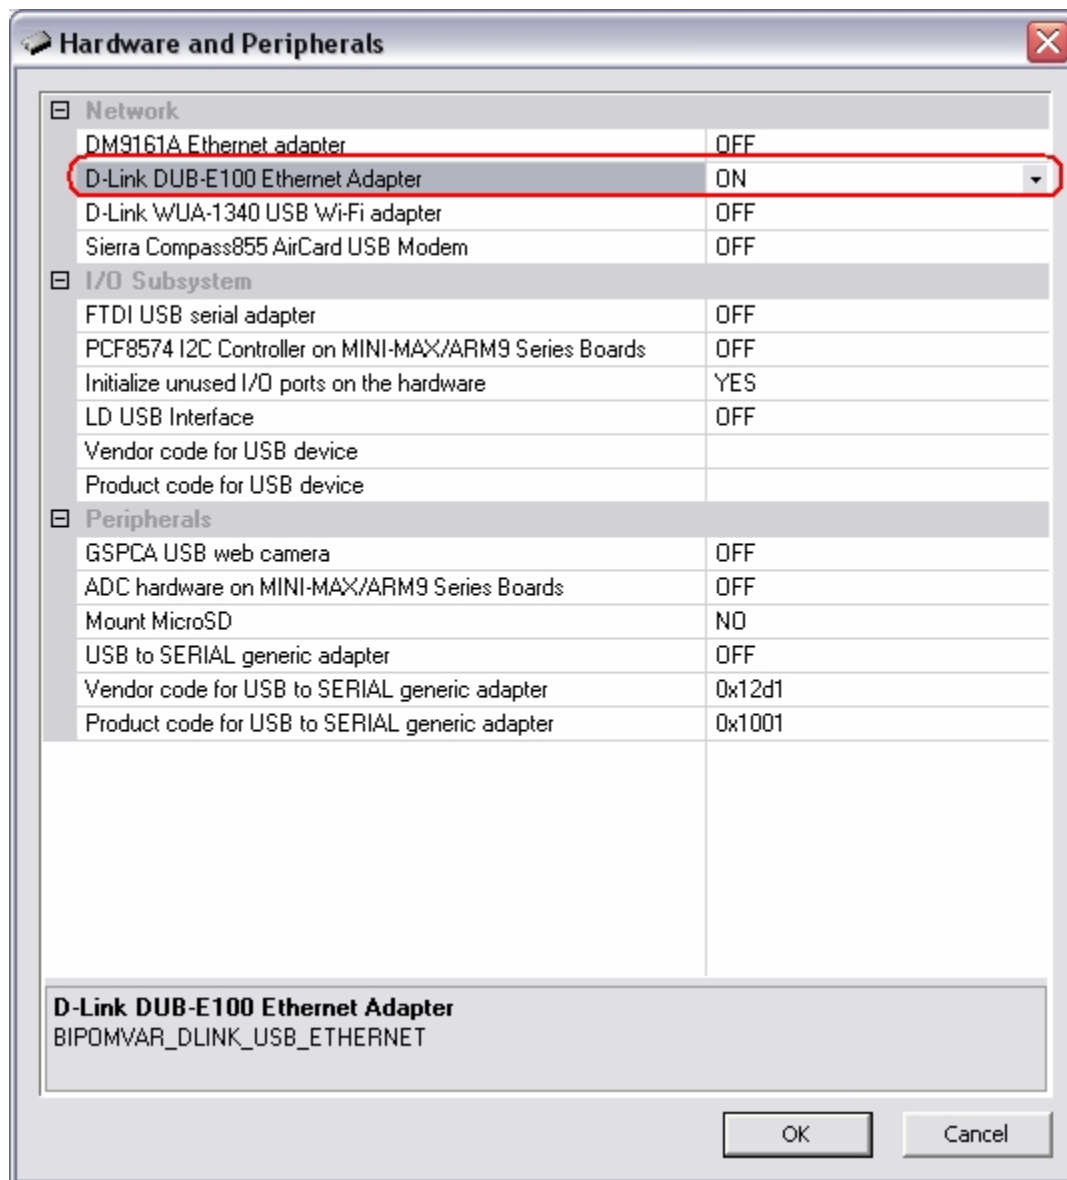 Hardware and Peripherals
Network
DM9161A Ethernet adapter OFF
D-Link DUB-E100 Ethernet Adapter ON
D-Link WUA-1340 USB Wi-Fi adapter OFF
Sierra Compass855 AirCard USB Modem OFF
I/O Subsystem
FTDI USB serial adapter OFF
PCF8574 I2C Controller on MINI-MAX/ARM9 Series Boards OFF
Initialize unused I/O ports on the hardware YES
LD USB Interface OFF
Vendor code for USB device
Product code for USB device
Peripherals
GSPCA USB web camera OFF
ADC hardware on MINI-MAX/ARM9 Series Boards OFF
Mount MicroSD NO
USB to SERIAL generic adapter OFF
Vendor code for USB to SERIAL generic adapter 0x12d1
Product code for USB to SERIAL generic adapter 0x1001
D-Link DUB-E100 Ethernet Adapter
BIPOMVAR_DLINK_USB_ETHERNET
OK Cancel